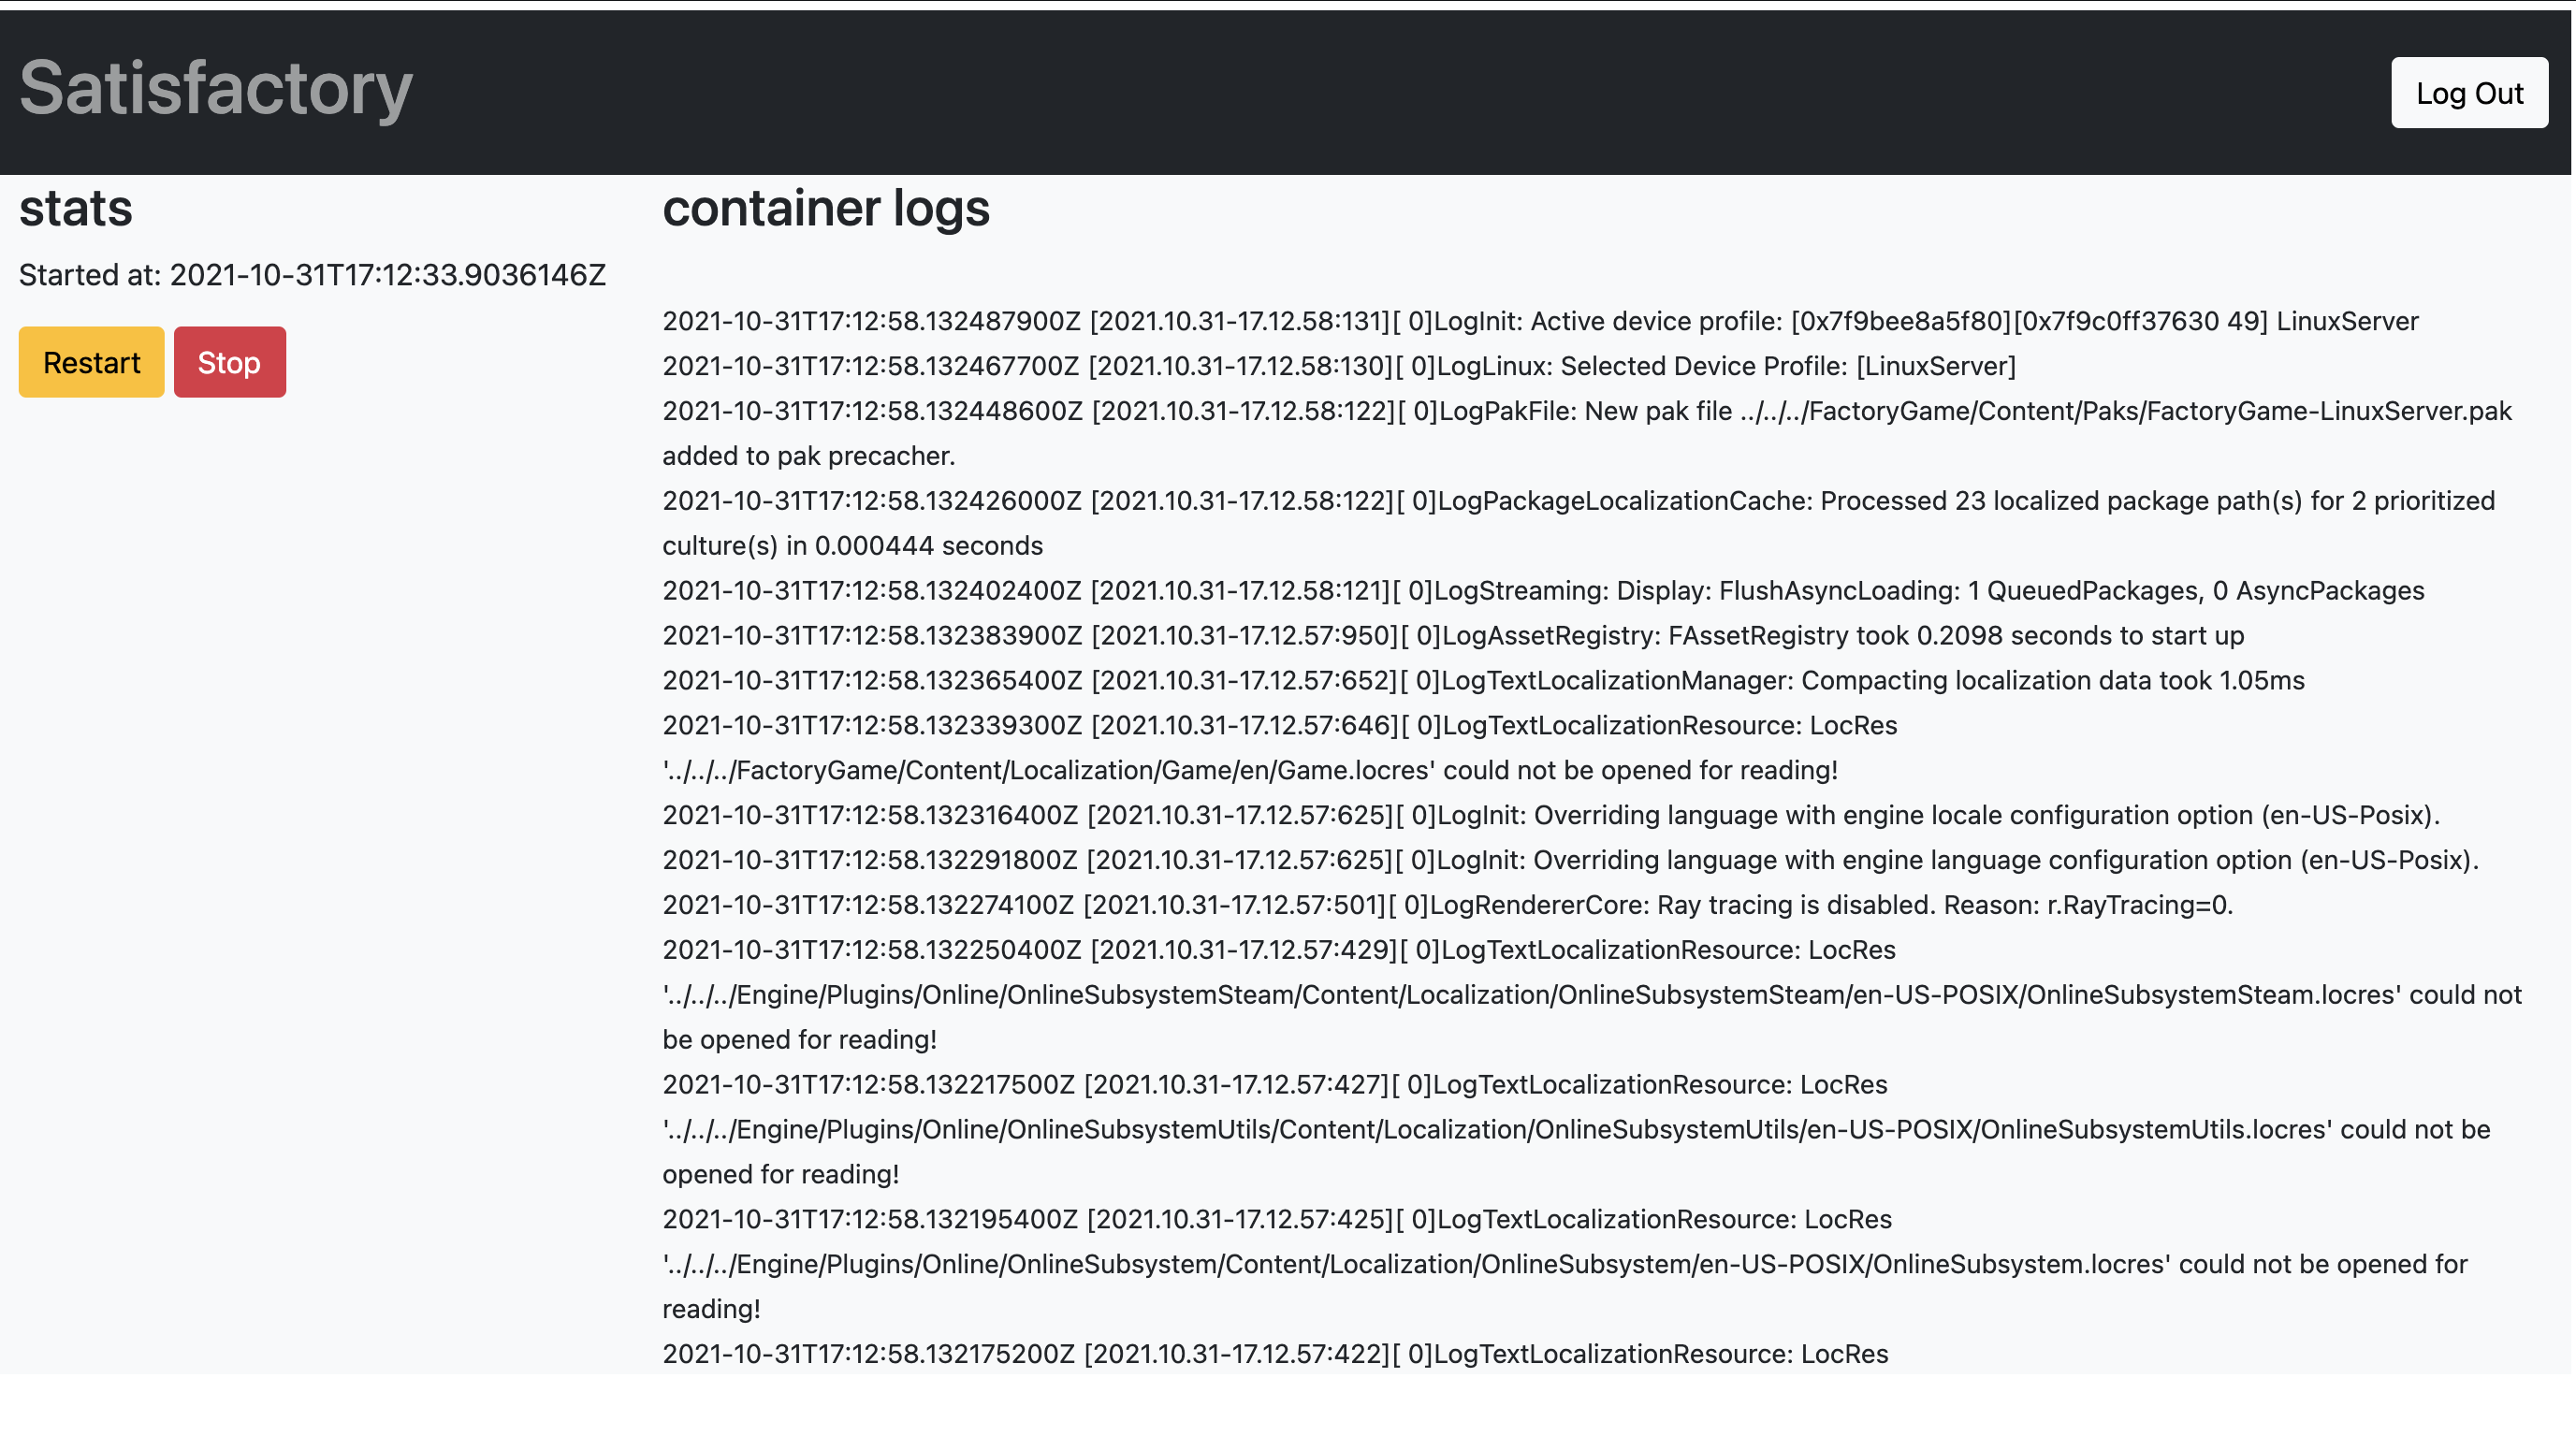 Satisfactory
Log Out
stats
Started at: 2021-10-31T17:12:33.9036146Z
Restart
Stop
container logs
2021-10-31T17:12:58.132487900Z [2021.10.31-17.12.58:131][ 0]LogInit: Active device profile: [0x7f9bee8a5f80][0x7f9c0ff37630 49] LinuxServer
2021-10-31T17:12:58.132467700Z [2021.10.31-17.12.58:130][ 0]LogLinux: Selected Device Profile: [LinuxServer]
2021-10-31T17:12:58.132448600Z [2021.10.31-17.12.58:122][ 0]LogPakFile: New pak file ../../../FactoryGame/Content/Paks/FactoryGame-LinuxServer.pak
added to pak precacher.
2021-10-31T17:12:58.132426000Z [2021.10.31-17.12.58:122][ 0]LogPackageLocalizationCache: Processed 23 localized package path(s) for 2 prioritized
culture(s) in 0.000444 seconds
2021-10-31T17:12:58.132402400Z [2021.10.31-17.12.58:121][ 0]LogStreaming: Display: FlushAsyncLoading: 1 QueuedPackages, 0 AsyncPackages
2021-10-31T17:12:58.132383900Z [2021.10.31-17.12.57:950][ 0]LogAssetRegistry: FAssetRegistry took 0.2098 seconds to start up
2021-10-31T17:12:58.132365400Z [2021.10.31-17.12.57:652][ 0]LogTextLocalizationManager: Compacting localization data took 1.05ms
2021-10-31T17:12:58.132339300Z [2021.10.31-17.12.57:646][ 0]LogTextLocalizationResource: LocRes
'../../../FactoryGame/Content/Localization/Game/en/Game.locres' could not be opened for reading!
2021-10-31T17:12:58.132316400Z [2021.10.31-17.12.57:625][ 0]LogInit: Overriding language with engine locale configuration option (en-US-Posix).
2021-10-31T17:12:58.132291800Z [2021.10.31-17.12.57:625][ 0]LogInit: Overriding language with engine language configuration option (en-US-Posix).
2021-10-31T17:12:58.132274100Z [2021.10.31-17.12.57:501][ 0]LogRendererCore: Ray tracing is disabled. Reason: r.RayTracing=0.
2021-10-31T17:12:58.132250400Z [2021.10.31-17.12.57:429][ 0]LogTextLocalizationResource: LocRes
'../../../Engine/Plugins/Online/OnlineSubsystemSteam/Content/Localization/OnlineSubsystemSteam/en-US-POSIX/OnlineSubsystemSteam.locres' could not
be opened for reading!
2021-10-31T17:12:58.132217500Z [2021.10.31-17.12.57:427][ 0]LogTextLocalizationResource: LocRes
'../../../Engine/Plugins/Online/OnlineSubsystemUtils/Content/Localization/OnlineSubsystemUtils/en-US-POSIX/OnlineSubsystemUtils.locres' could not be
opened for reading!
2021-10-31T17:12:58.132195400Z [2021.10.31-17.12.57:425][ 0]LogTextLocalizationResource: LocRes
'../../../Engine/Plugins/Online/OnlineSubsystem/Content/Localization/OnlineSubsystem/en-US-POSIX/OnlineSubsystem.locres' could not be opened for
reading!
2021-10-31T17:12:58.132175200Z [2021.10.31-17.12.57:422][ 0]LogTextLocalizationResource: LocRes